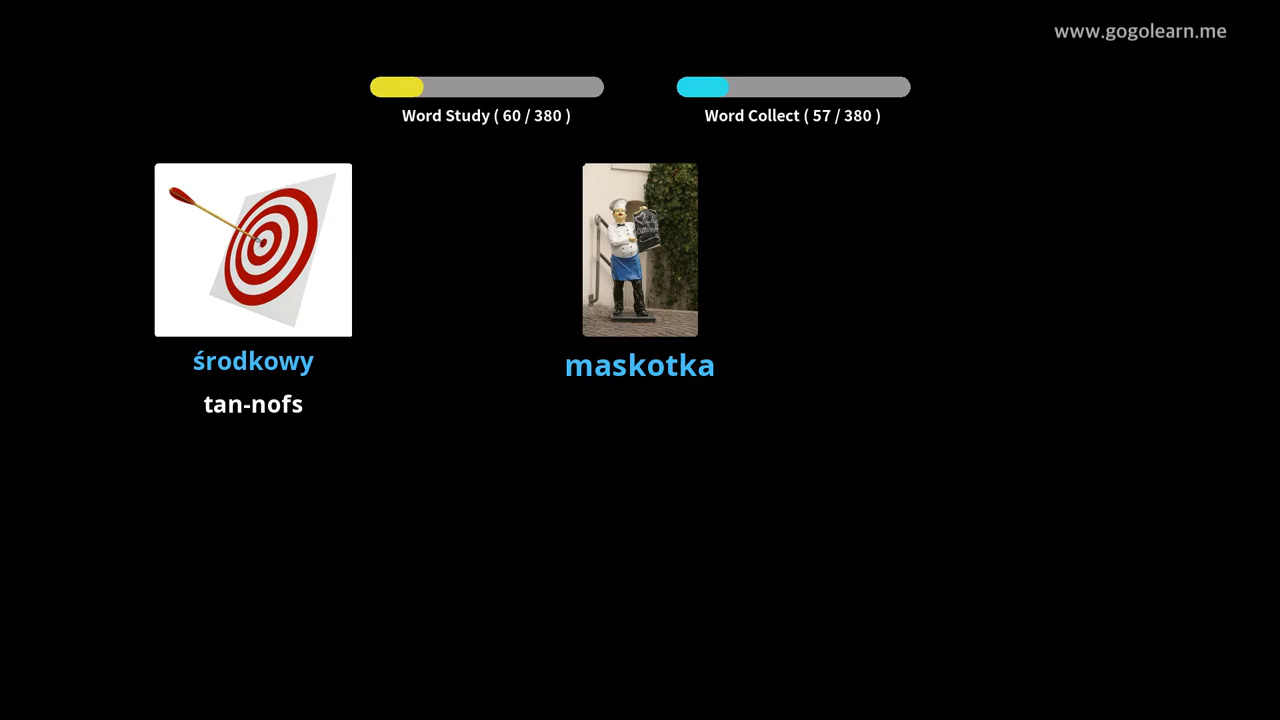 www.gogolearn.me
Word Study ( 60 / 380 )
Word Collect ( 57 / 380 )
środkowy
tan-nofs
maskotka